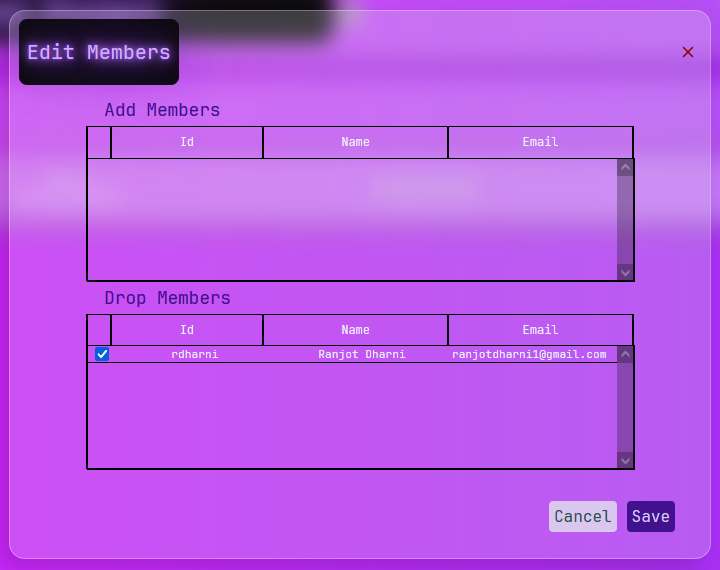 Edit Members
×
Add Members
Id Name Email
Drop Members
Id Name Email
rdharni Ranjot Dharni ranjotdharni1@gmail.com
Cancel Save